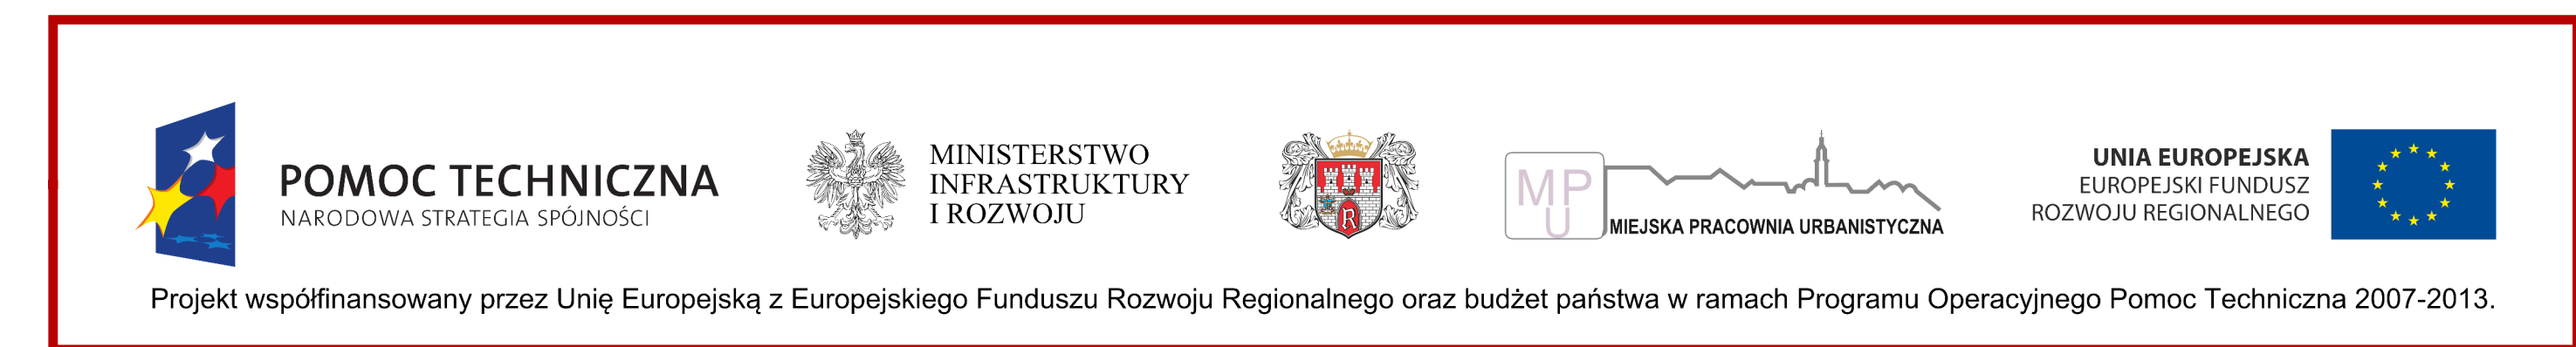 POMOC TECHNICZNA
NARODOWA STRATEGIA SPÓJNOŚCI
MINISTERSTWO
INFRASTRUKTURY
I ROZWOJU
R
MP
U
MIEJSKA PRACOWNIA URBANISTYCZNA
UNIA EUROPEJSKA
EUROPEJSKI FUNDUSZ
ROZWOJU REGIONALNEGO
Projekt współfinansowany przez Unię Europejską z Europejskiego Funduszu Rozwoju Regionalnego oraz budżet państwa w ramach Programu Operacyjnego Pomoc Techniczna 2007-2013.